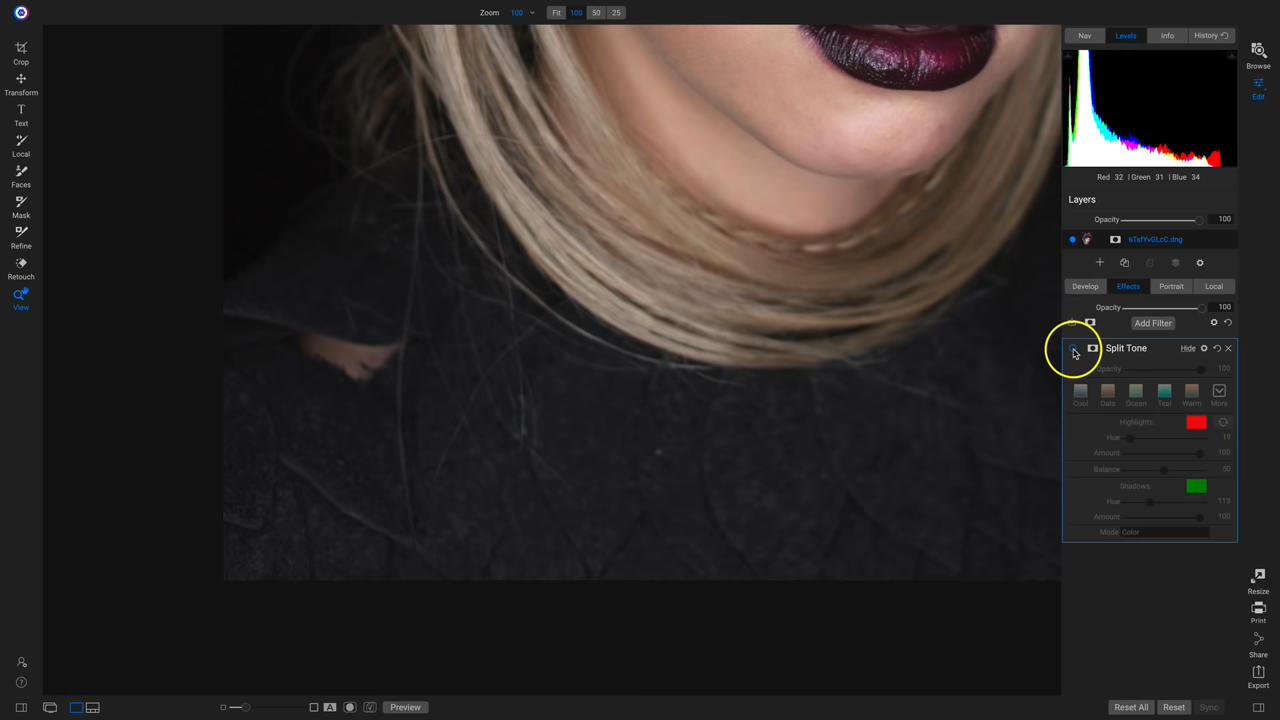 Zoom 100 Fit 100 50 25
Crop
Transform
Text
Local
Faces
Mask
Refine
Retouch
View
Nav Levels Info History
Red 32 | Green 31 | Blue 34
Layers
Opacity 100
6TsfYvGLcC.dng
Develop Effects Portrait Local
Opacity 100
Add Filter
Split Tone Hide
Opacity 100
Cool Oats Ocean Teal Warm More
Highlights:
Hue 19
Amount 100
Balance 50
Shadows:
Hue 113
Amount 100
Mode Color
Browse
Edit
Resize
Print
Share
Export
A Preview
Reset All Reset Sync